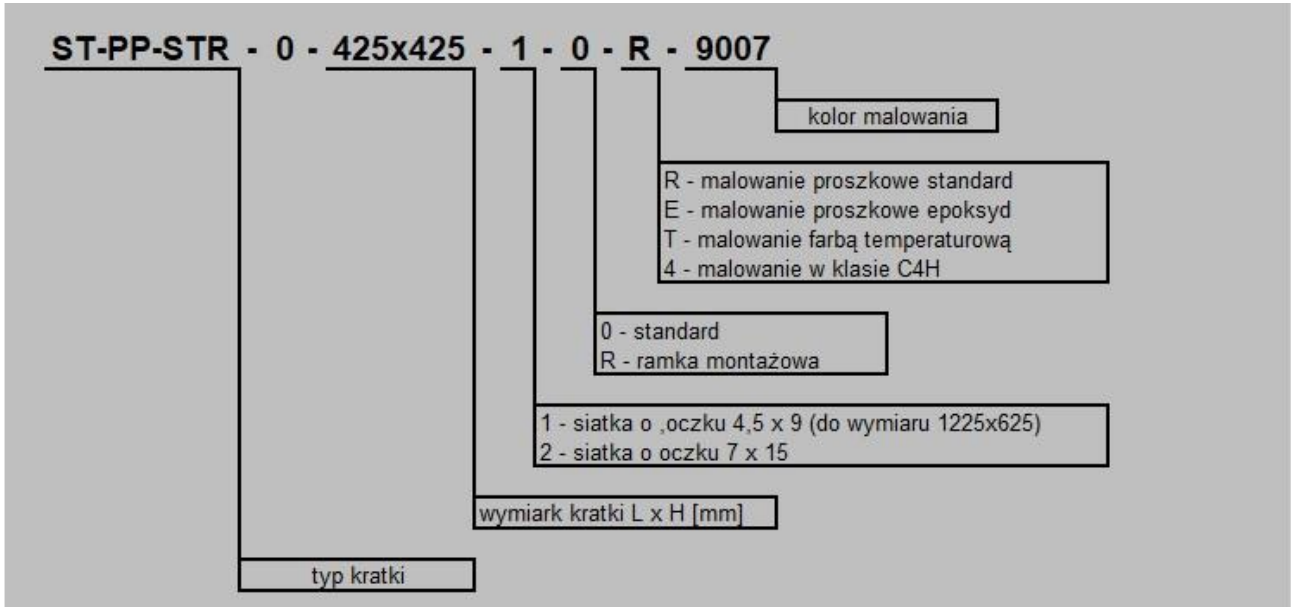 ST-PP-STR - 0 - 425x425 - 1 - 0 - R - 9007
kolor malowania
R - malowanie proszkowe standard
E - malowanie proszkowe epoksyd
T - malowanie farbą temperaturową
4 - malowanie w klasie C4H
0 - standard
R - ramka montażowa
1 - siatka o ,oczku 4,5 x 9 (do wymiaru 1225x625)
2 - siatka o oczku 7 x 15
wymiark kratki L x H [mm]
typ kratki